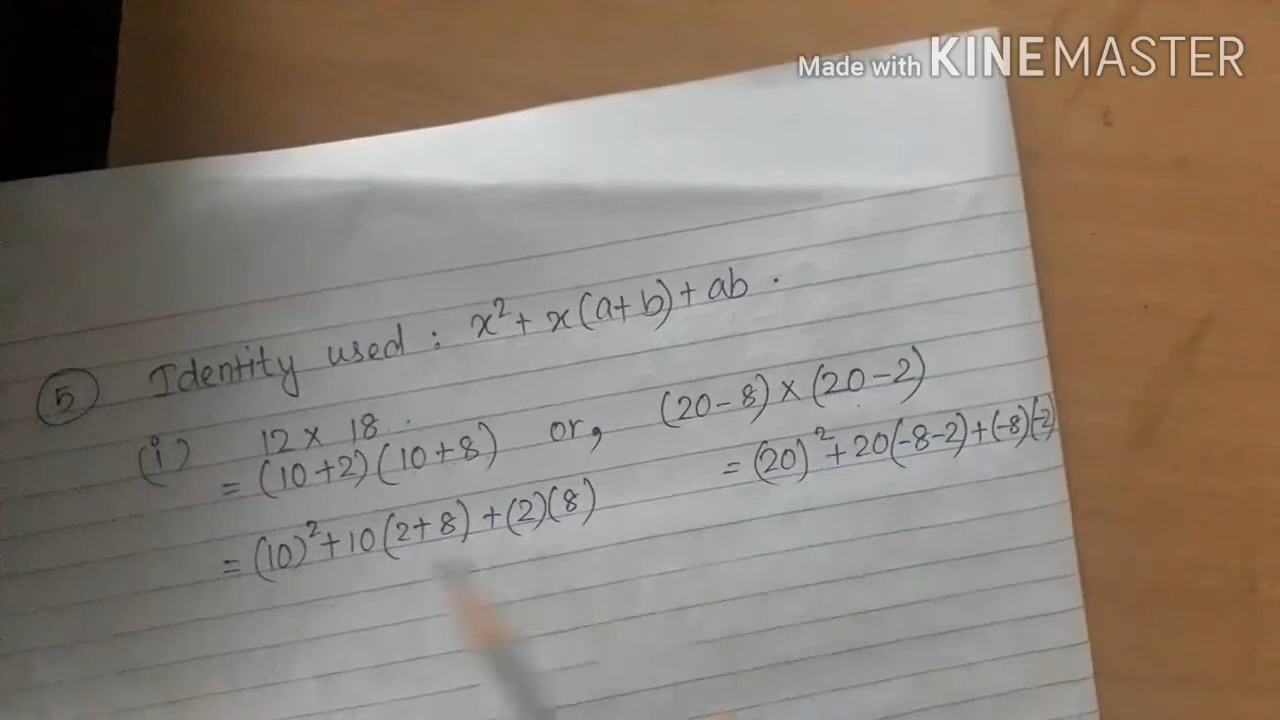 Made with KINEMASTER
5 Identity used : x² + x(a+b) + ab .
(i) 12 × 18 . or, (20-8) × (20-2)
= (10+2)(10+8)
= (20)² + 20(-8-2) + (-8)(-2)
= (10)² + 10(2+8) + (2)(8)